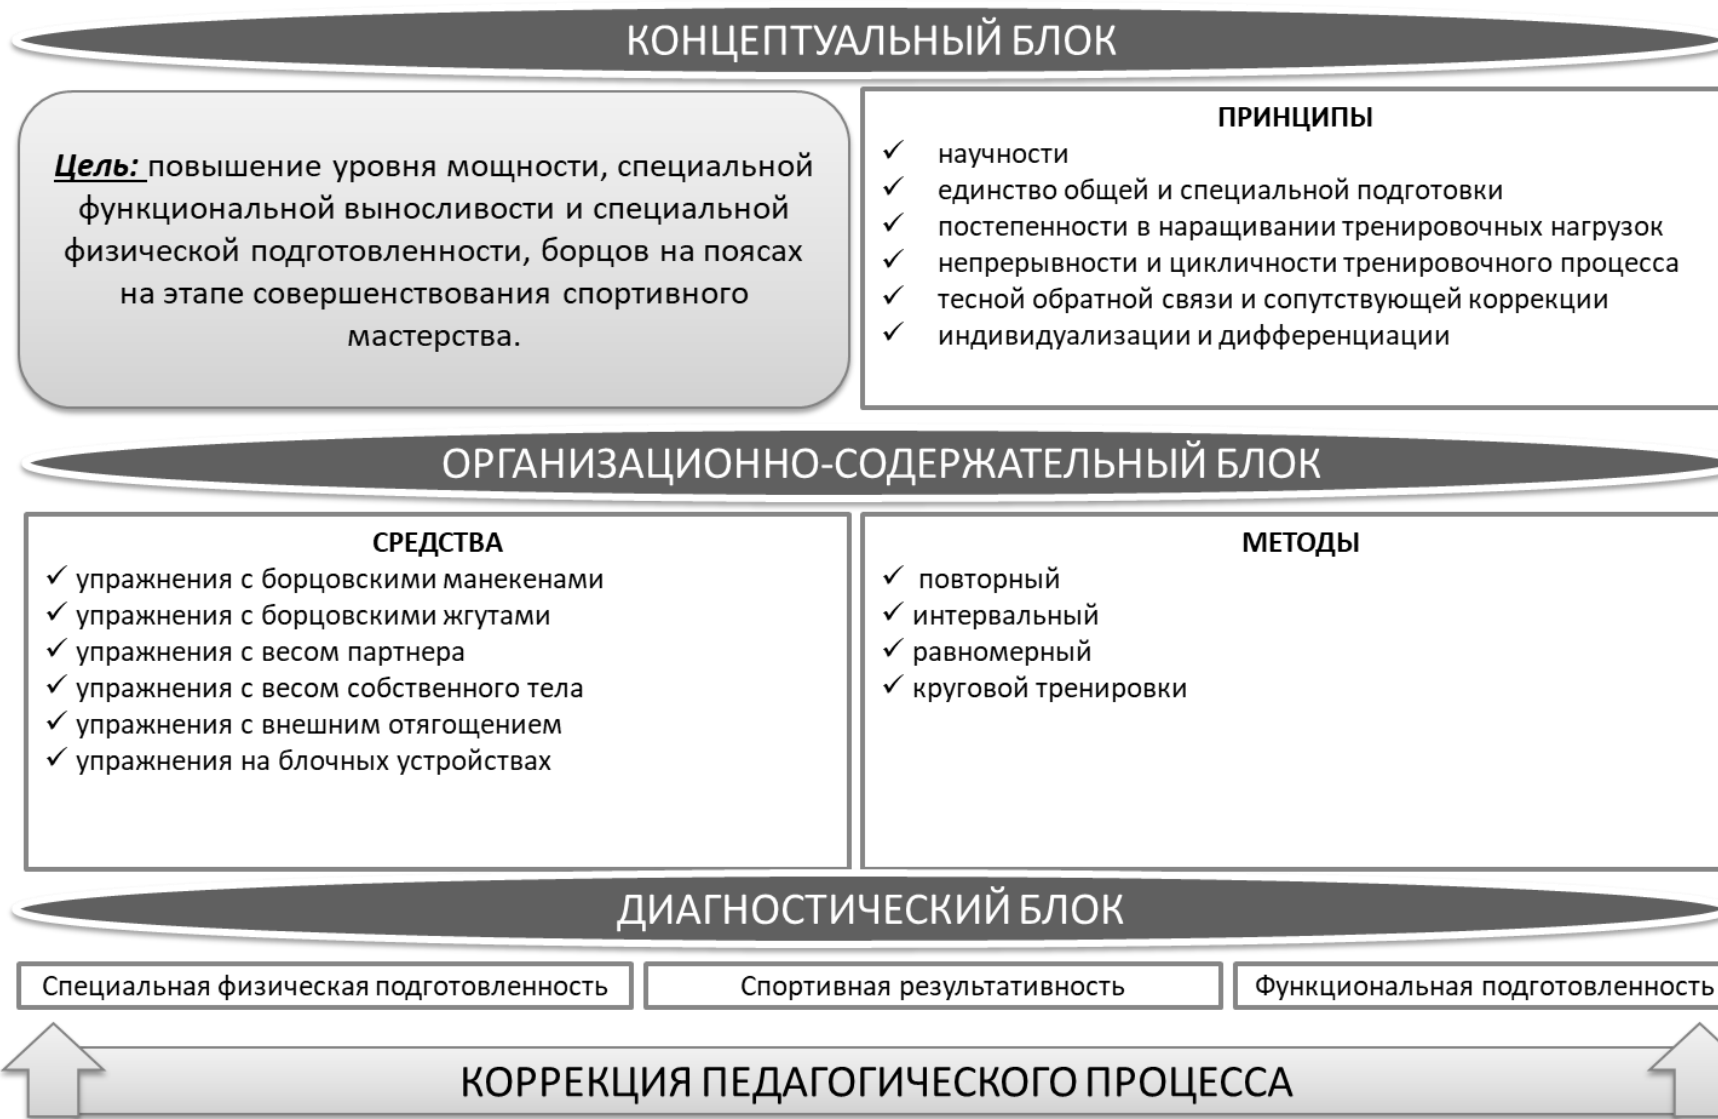 КОНЦЕПТУАЛЬНЫЙ БЛОК
Цель: повышение уровня мощности, специальной
функциональной выносливости и специальной
физической подготовленности, борцов на поясах
на этапе совершенствования спортивного
мастерства.
ПРИНЦИПЫ
✓ научности
✓ единство общей и специальной подготовки
✓ постепенности в наращивании тренировочных нагрузок
✓ непрерывности и цикличности тренировочного процесса
✓ тесной обратной связи и сопутствующей коррекции
✓ индивидуализации и дифференциации
ОРГАНИЗАЦИОННО-СОДЕРЖАТЕЛЬНЫЙ БЛОК
СРЕДСТВА
✓ упражнения с борцовскими манекенами
✓ упражнения с борцовскими жгутами
✓ упражнения с весом партнера
✓ упражнения с весом собственного тела
✓ упражнения с внешним отягощением
✓ упражнения на блочных устройствах
МЕТОДЫ
✓ повторный
✓ интервальный
✓ равномерный
✓ круговой тренировки
ДИАГНОСТИЧЕСКИЙ БЛОК
Специальная физическая подготовленность
Спортивная результативность
Функциональная подготовленность
КОРРЕКЦИЯ ПЕДАГОГИЧЕСКОГО ПРОЦЕССА